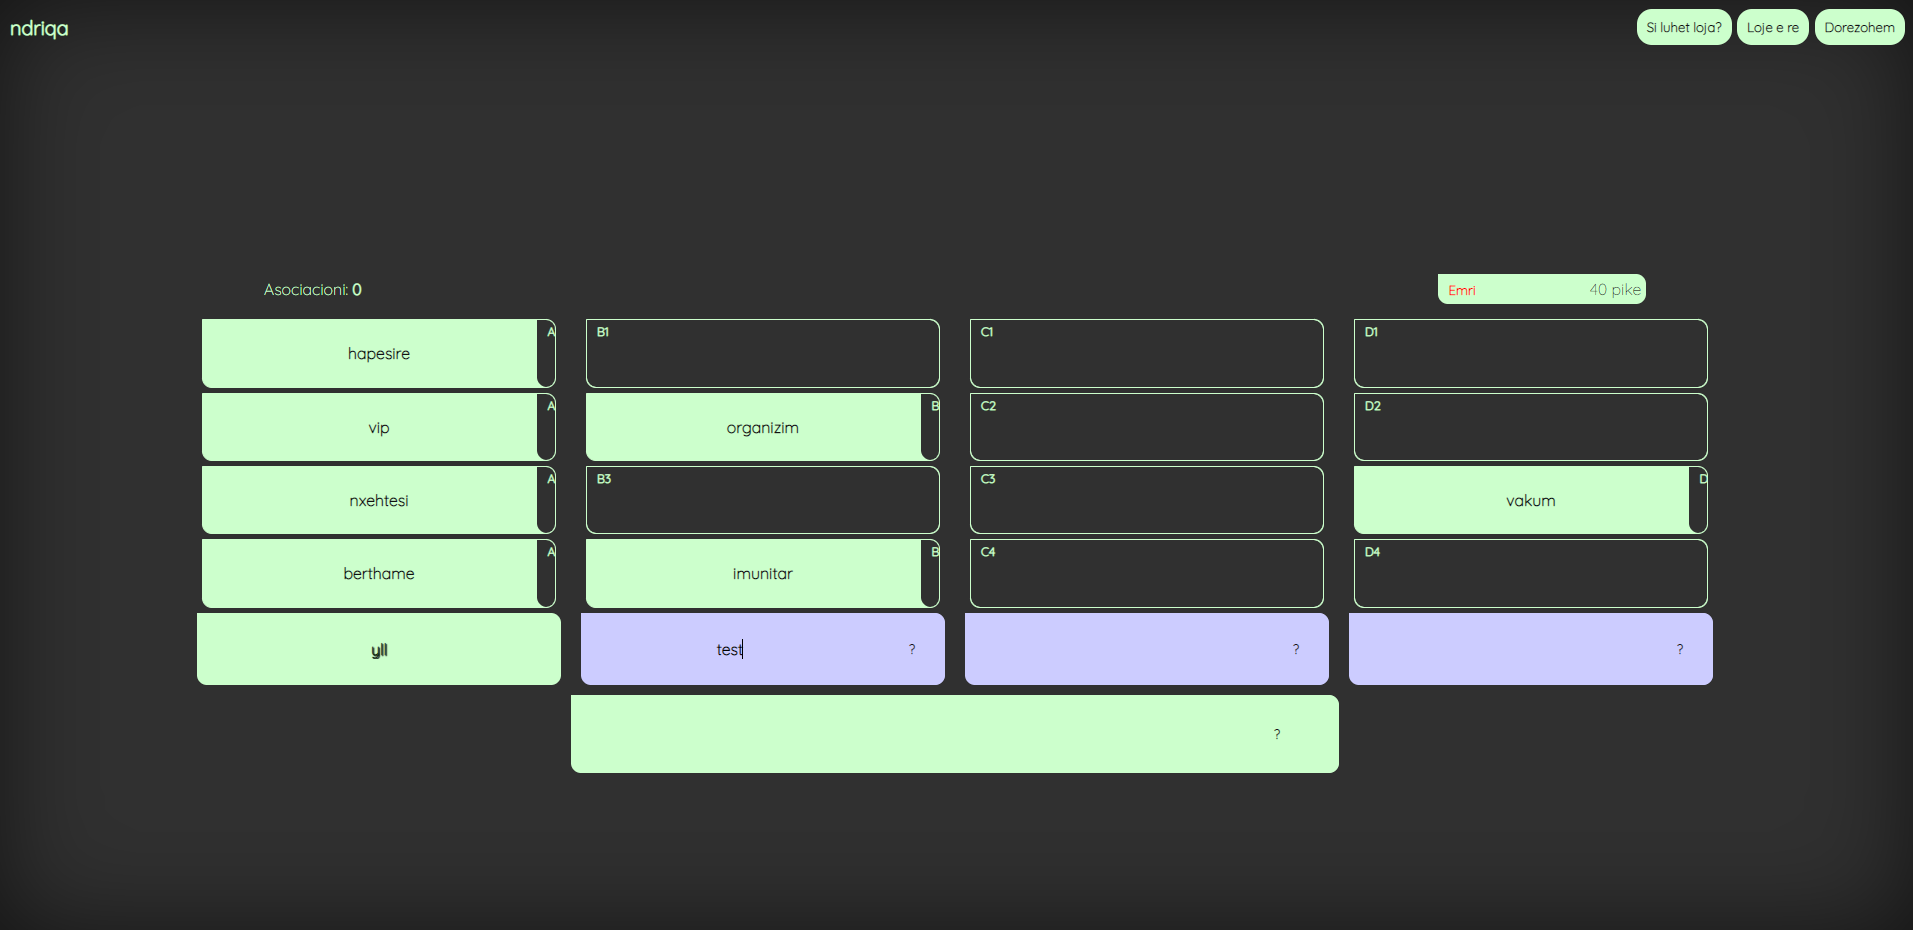 ndriqa
Si luhet loja? Loje e re Dorezohem
Asociacioni: 0
Emri 40 pike
hapesire A B1 C1 D1
vip A organizim B C2 D2
nxehtesi A B3 C3 vakum D
berthame A imunitar B C4 D4
yll test ? ? ?
?